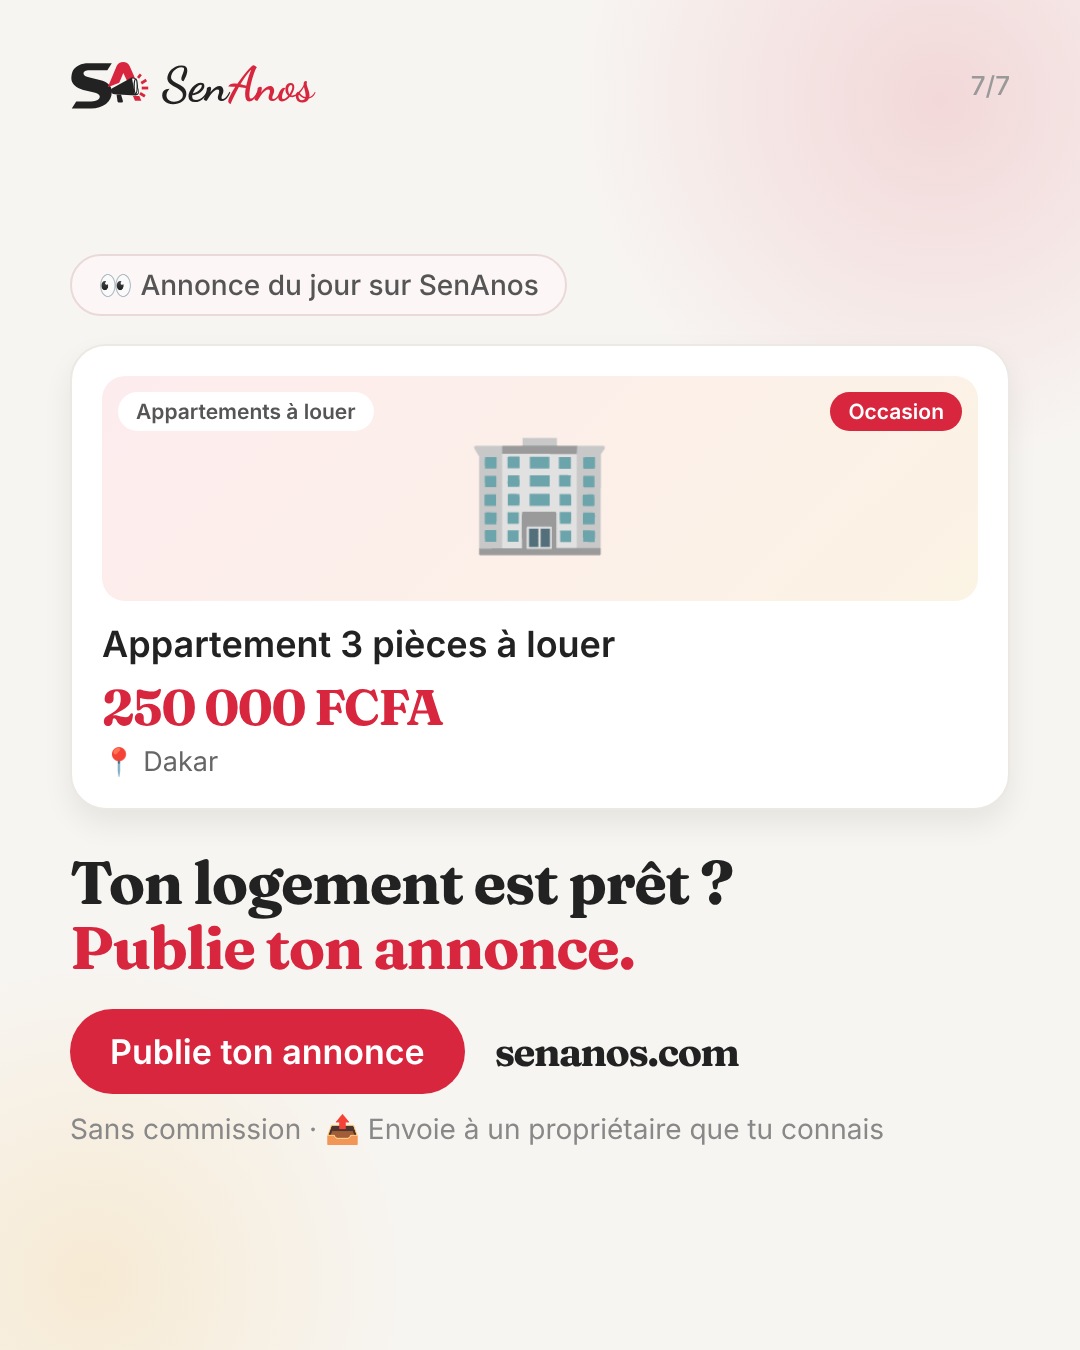 SA SenAnos
7/7
👀 Annonce du jour sur SenAnos
Appartements à louer
Occasion
Appartement 3 pièces à louer
250 000 FCFA
📍 Dakar
Ton logement est prêt ?
Publie ton annonce.
Publie ton annonce
senanos.com
Sans commission · 📤 Envoie à un propriétaire que tu connais